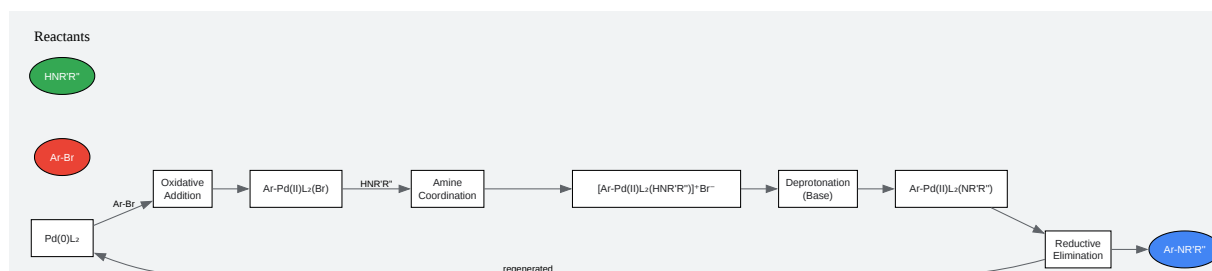 Reactants
HNR'R"
Ar-Br
Oxidative
Addition
Ar-Pd(II)L₂(Br)
HNR'R"
Amine
Coordination
[Ar-Pd(II)L₂(HNR'R")]⁺Br⁻
Deprotonation
(Base)
Ar-Pd(II)L₂(NR'R")
Ar-Br
Pd(0)L₂
Reductive
Elimination
Ar-NR'R"
regenerated